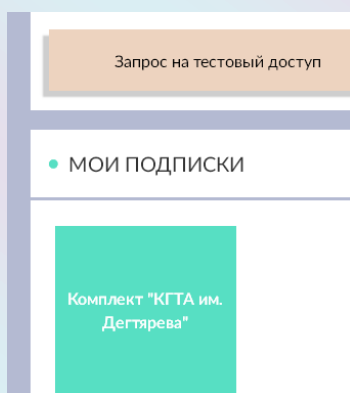 Запрос на тестовый доступ
МОИ ПОДПИСКИ
Комплект "КГТА им.
Дегтярева"